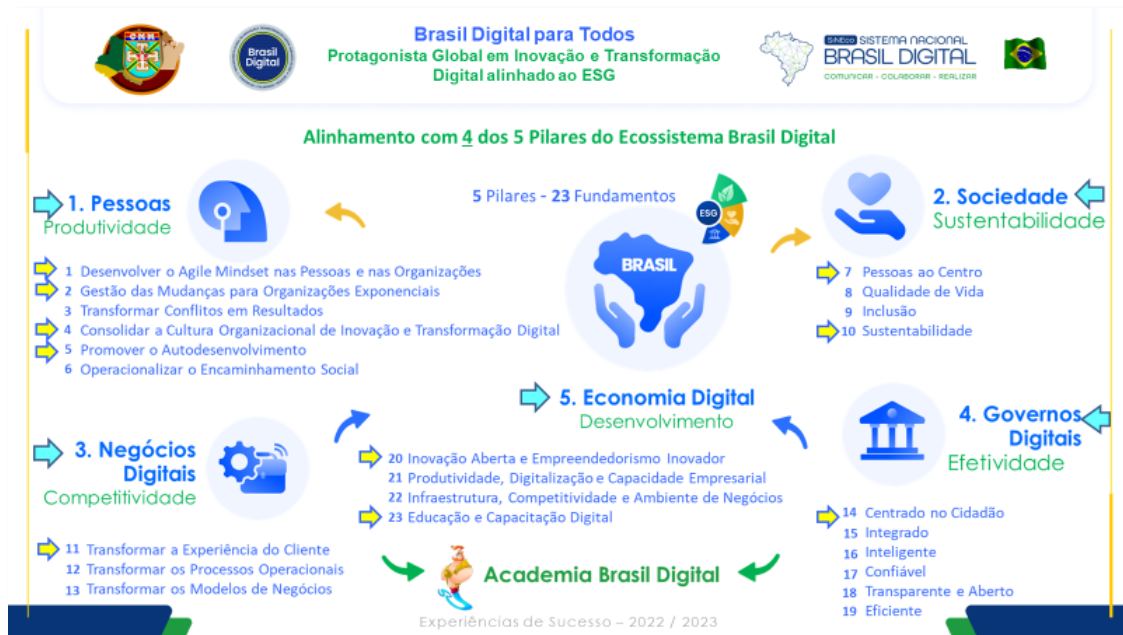 Brasil Digital
Brasil Digital para Todos
Protagonista Global em Inovação e Transformação
Digital alinhado ao ESG
SiNEco SISTEMA NACIONAL
BRASIL DIGITAL
COMUNICAR - COLABORAR - REALIZAR
Alinhamento com 4 dos 5 Pilares do Ecossistema Brasil Digital
1. Pessoas
Produtividade
5 Pilares - 23 Fundamentos
ESG
BRASIL
2. Sociedade
Sustentabilidade
1 Desenvolver o Agile Mindset nas Pessoas e nas Organizações
2 Gestão das Mudanças para Organizações Exponenciais
3 Transformar Conflitos em Resultados
4 Consolidar a Cultura Organizacional de Inovação e Transformação Digital
5 Promover o Autodesenvolvimento
6 Operacionalizar o Encaminhamento Social
7 Pessoas ao Centro
8 Qualidade de Vida
9 Inclusão
10 Sustentabilidade
3. Negócios
Digitais
Competitividade
5. Economia Digital
Desenvolvimento
4. Governos
Digitais
Efetividade
20 Inovação Aberta e Empreendedorismo Inovador
21 Produtividade, Digitalização e Capacidade Empresarial
22 Infraestrutura, Competitividade e Ambiente de Negócios
23 Educação e Capacitação Digital
11 Transformar a Experiência do Cliente
12 Transformar os Processos Operacionais
13 Transformar os Modelos de Negócios
14 Centrado no Cidadão
15 Integrado
16 Inteligente
17 Confiável
18 Transparente e Aberto
19 Eficiente
Academia Brasil Digital
Experiências de Sucesso – 2022 / 2023